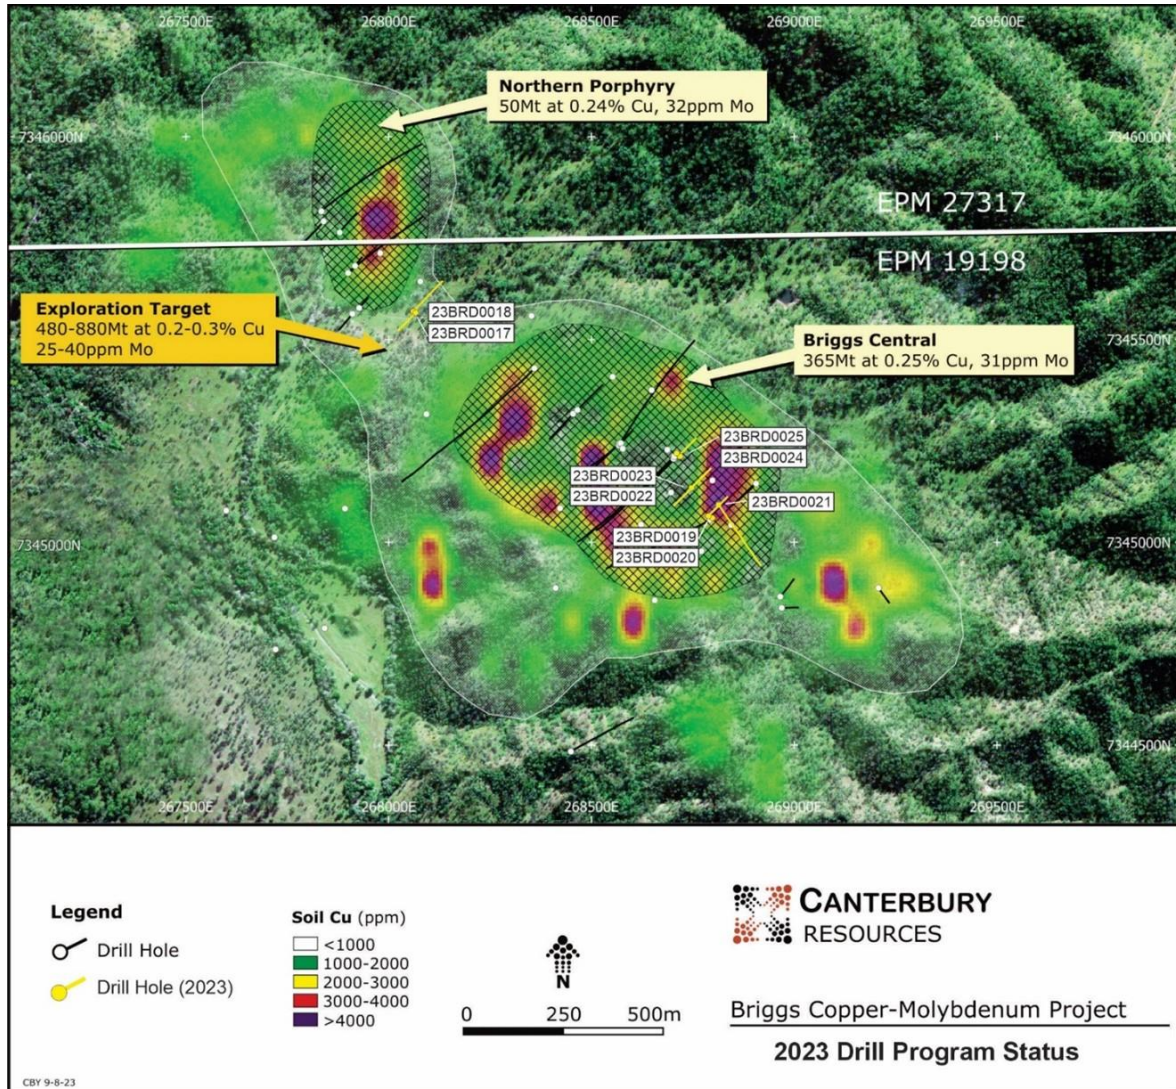 267500E
268000E
268500E
269000E
269500E
Northern Porphyry
50Mt at 0.24% Cu, 32ppm Mo
7346000N
7346000N
EPM 27317
EPM 19198
Exploration Target
480-880Mt at 0.2-0.3% Cu
25-40ppm Mo
23BRD0018
23BRD0017
7345500N
Briggs Central
365Mt at 0.25% Cu, 31ppm Mo
23BRD0025
23BRD0024
23BRD0023
23BRD0022
23BRD0021
23BRD0019
23BRD0020
7345000N
7345000N
7344500N
267500E
268000E
268500E
269000E
269500E
Legend
Drill Hole
Drill Hole (2023)
Soil Cu (ppm)
<1000
1000-2000
2000-3000
3000-4000
>4000
N
0 250 500m
CANTERBURY
RESOURCES
Briggs Copper-Molybdenum Project
2023 Drill Program Status
CBY 9-8-23